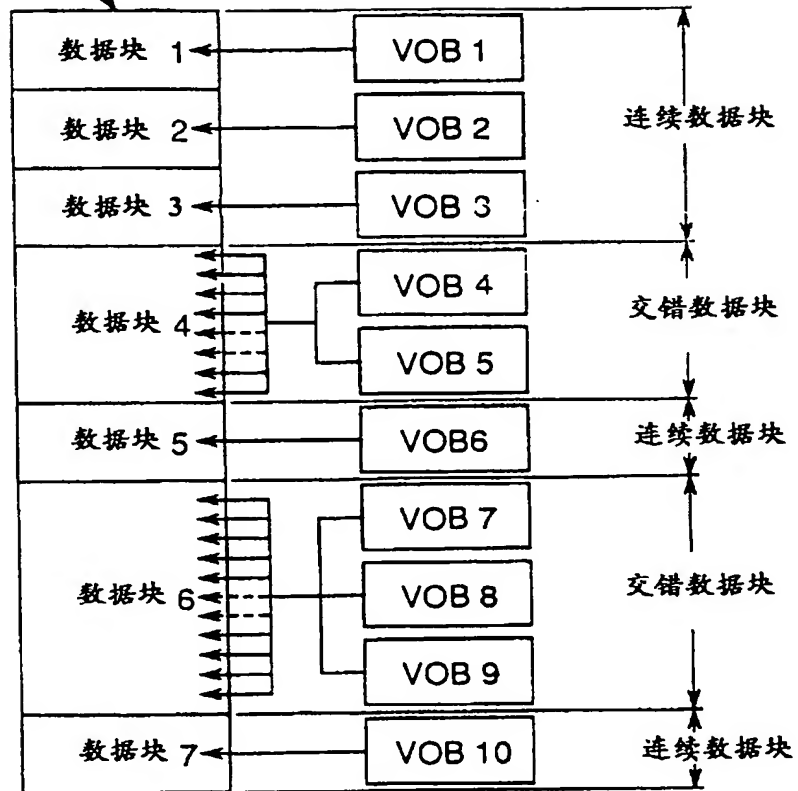 数据块 1
VOB 1
数据块 2
VOB 2
连续数据块
数据块 3
VOB 3
数据块 4
VOB 4
交错数据块
VOB 5
数据块 5
VOB6
连续数据块
VOB 7
数据块 6
VOB 8
交错数据块
VOB 9
数据块 7
VOB 10
连续数据块